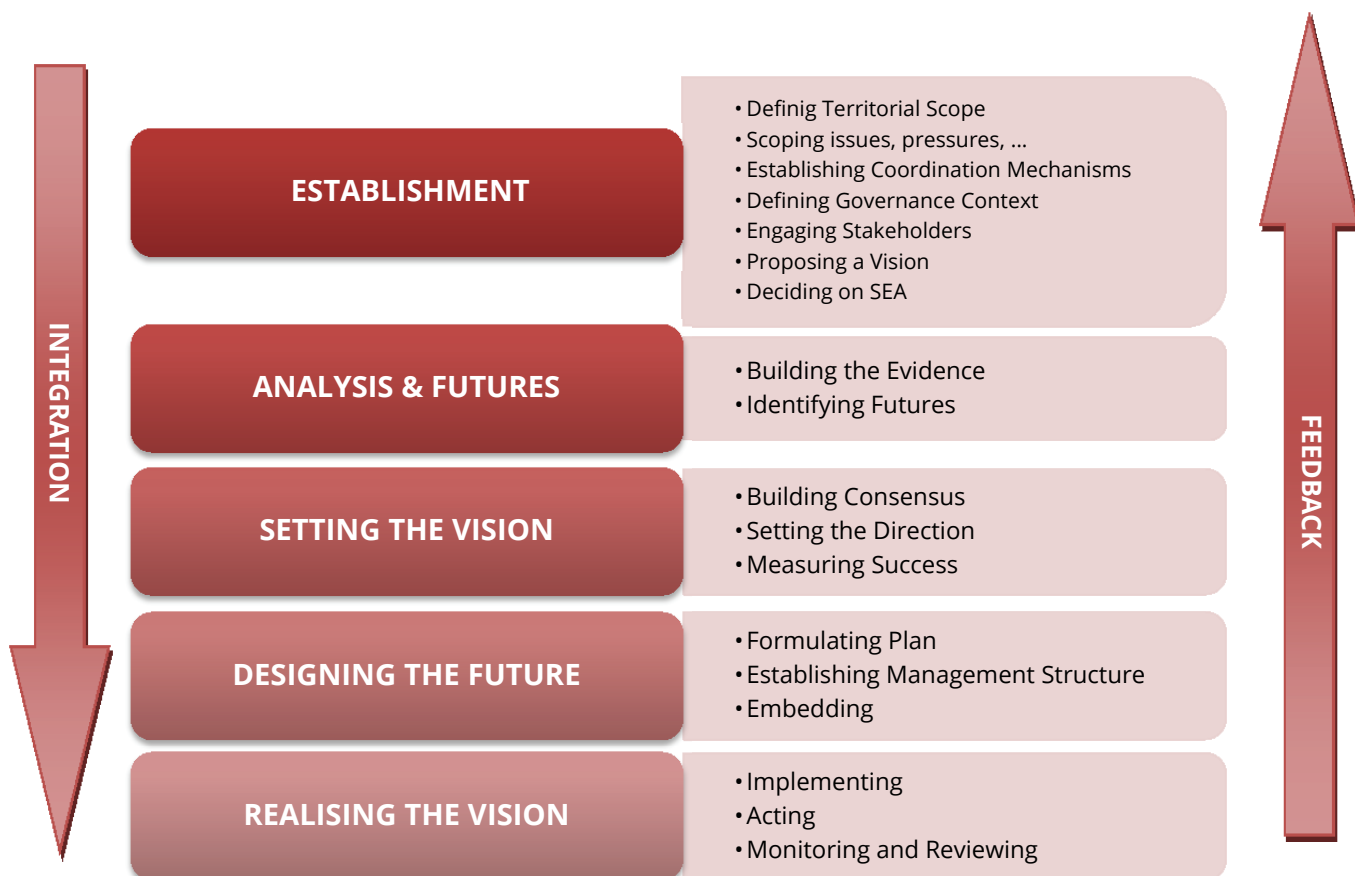 INTEGRATION
ESTABLISHMENT
• Definig Territorial Scope
• Scoping issues, pressures, ...
• Establishing Coordination Mechanisms
• Defining Governance Context
• Engaging Stakeholders
• Proposing a Vision
• Deciding on SEA
ANALYSIS & FUTURES
• Building the Evidence
• Identifying Futures
SETTING THE VISION
• Building Consensus
• Setting the Direction
• Measuring Success
DESIGNING THE FUTURE
• Formulating Plan
• Establishing Management Structure
• Embedding
REALISING THE VISION
• Implementing
• Acting
• Monitoring and Reviewing
FEEDBACK